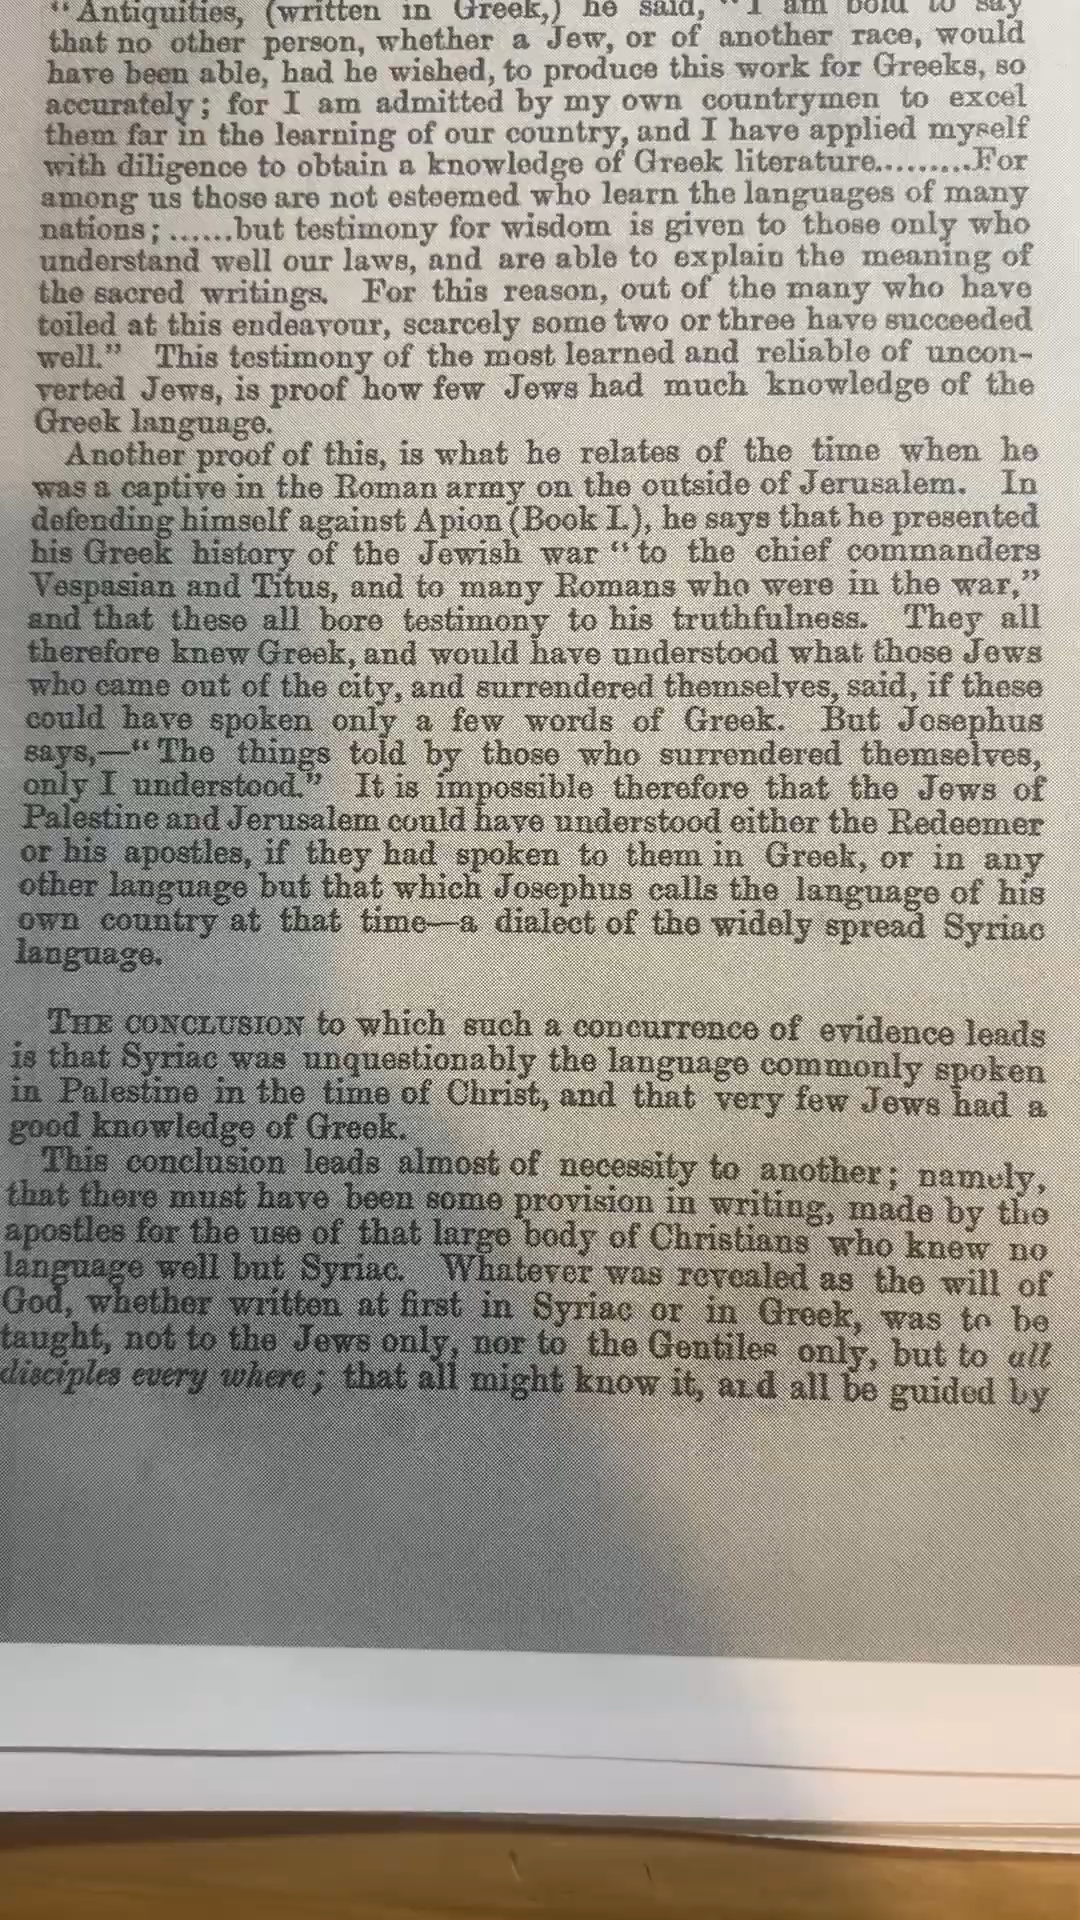 “Antiquities, (written in Greek,) he said, “I am bold to say
that no other person, whether a Jew, or of another race, would
have been able, had he wished, to produce this work for Greeks, so
accurately; for I am admitted by my own countrymen to excel
them far in the learning of our country, and I have applied myself
with diligence to obtain a knowledge of Greek literature.........For
among us those are not esteemed who learn the languages of many
nations; ......but testimony for wisdom is given to those only who
understand well our laws, and are able to explain the meaning of
the sacred writings. For this reason, out of the many who have
toiled at this endeavour, scarcely some two or three have succeeded
well.” This testimony of the most learned and reliable of uncon-
verted Jews, is proof how few Jews had much knowledge of the
Greek language.
Another proof of this, is what he relates of the time when he
was a captive in the Roman army on the outside of Jerusalem. In
defending himself against Apion (Book I.), he says that he presented
his Greek history of the Jewish war “to the chief commanders
Vespasian and Titus, and to many Romans who were in the war,”
and that these all bore testimony to his truthfulness. They all
therefore knew Greek, and would have understood what those Jews
who came out of the city, and surrendered themselves, said, if these
could have spoken only a few words of Greek. But Josephus
says,—“The things told by those who surrendered themselves,
only I understood.” It is impossible therefore that the Jews of
Palestine and Jerusalem could have understood either the Redeemer
or his apostles, if they had spoken to them in Greek, or in any
other language but that which Josephus calls the language of his
own country at that time—a dialect of the widely spread Syriac
language.
THE CONCLUSION to which such a concurrence of evidence leads
is that Syriac was unquestionably the language commonly spoken
in Palestine in the time of Christ, and that very few Jews had a
good knowledge of Greek.
This conclusion leads almost of necessity to another; namely,
that there must have been some provision in writing, made by the
apostles for the use of that large body of Christians who knew no
language well but Syriac. Whatever was revealed as the will of
God, whether written at first in Syriac or in Greek, was to be
taught, not to the Jews only, nor to the Gentiles only, but to all
disciples every where; that all might know it, and all be guided by